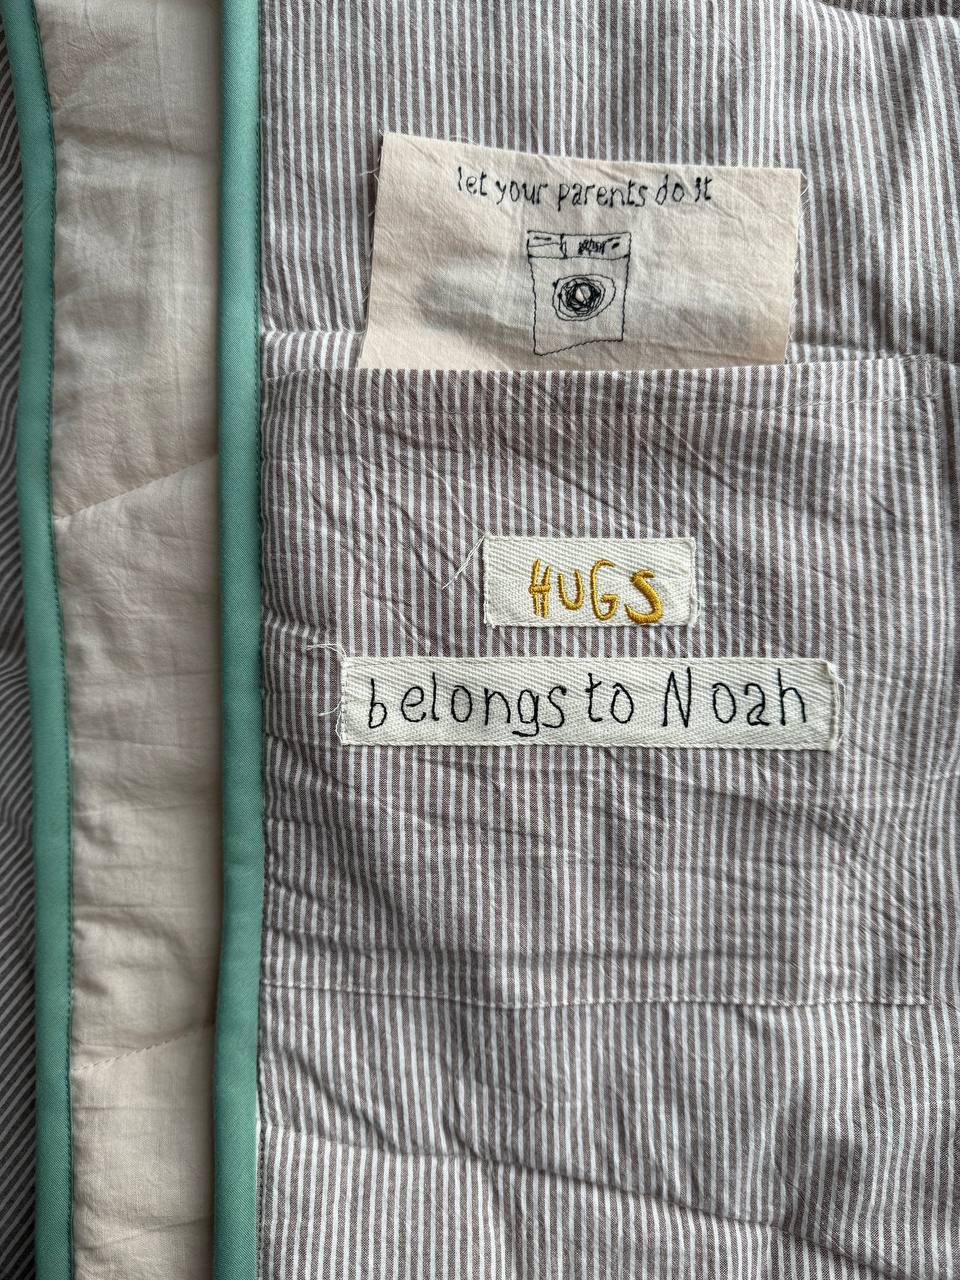 let your parents do it
HUGS
belongs to Noah